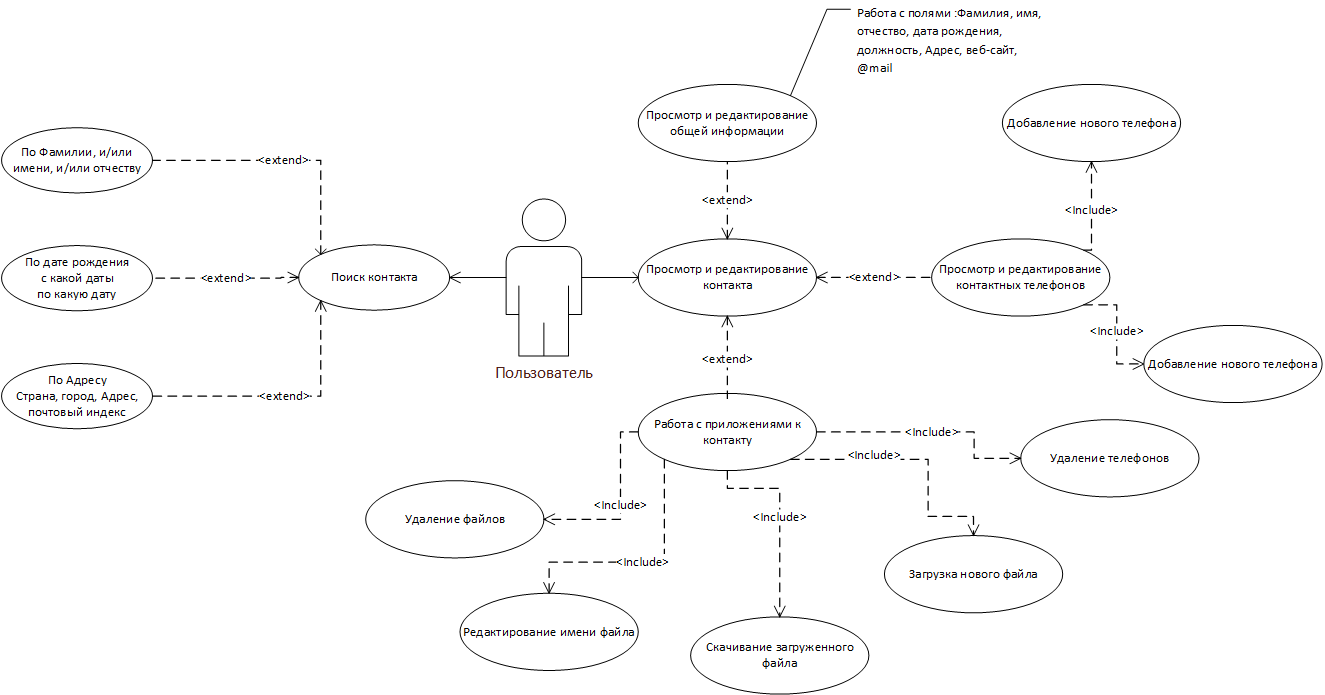 Работа с полями :Фамилия, имя,
отчество, дата рождения,
должность, Адрес, веб-сайт,
@mail
Просмотр и редактирование
общей информации
Добавление нового телефона
По Фамилии, и/или
имени, и/или отчеству
<extend>
<extend>
<Include>
По дате рождения
с какой даты
по какую дату
<extend>
Поиск контакта
Просмотр и редактирование
контакта
<extend>
Просмотр и редактирование
контактных телефонов
<Include>
Добавление нового телефона
<extend>
Пользователь
По Адресу
Страна, город, Адрес,
почтовый индекс
<extend>
Работа с приложениями к
контакту
<Include>
<Include>
Удаление телефонов
<Include>
Удаление файлов
<Include>
<Include>
Загрузка нового файла
Редактирование имени файла
Скачивание загруженного
файла